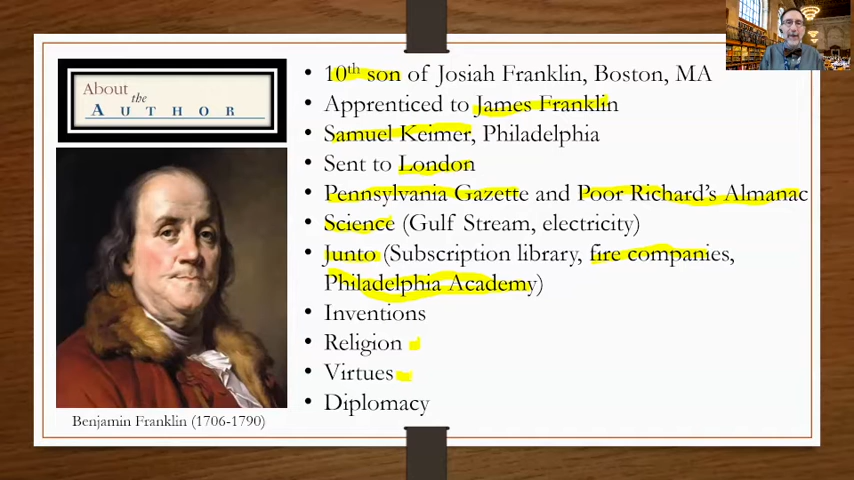 About
the
AUTHOR
• 10th son of Josiah Franklin, Boston, MA
• Apprenticed to James Franklin
• Samuel Keimer, Philadelphia
• Sent to London
• Pennsylvania Gazette and Poor Richard's Almanac
• Science (Gulf Stream, electricity)
• Junto (Subscription library, fire companies,
Philadelphia Academy)
• Inventions
• Religion
• Virtues
• Diplomacy
Benjamin Franklin (1706-1790)